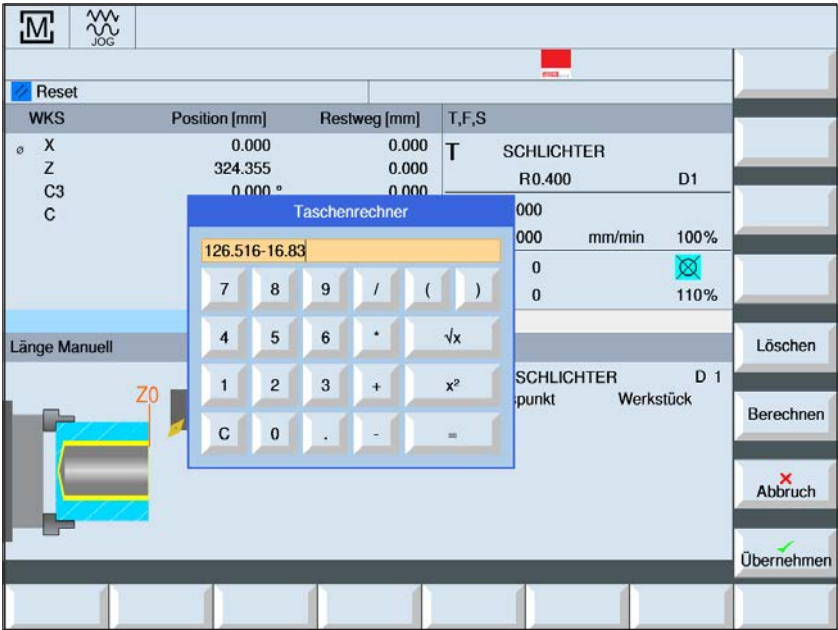 M
JOG
Reset
WKS Position [mm] Restweg [mm] T,F,S
ø X 0.000 0.000 T SCHLICHTER
Z 324.355 0.000 R0.400 D1
C3 0.000 ° 0.000
C 000
000 mm/min 100%
0
0 110%
Taschenrechner
126.516-16.83
7 8 9 / ( )
4 5 6 * √x
1 2 3 + x²
C 0 . - =
Länge Manuell
SCHLICHTER D 1
Werkstück
Z0
Löschen
Berechnen
Abbruch
Übernehmen